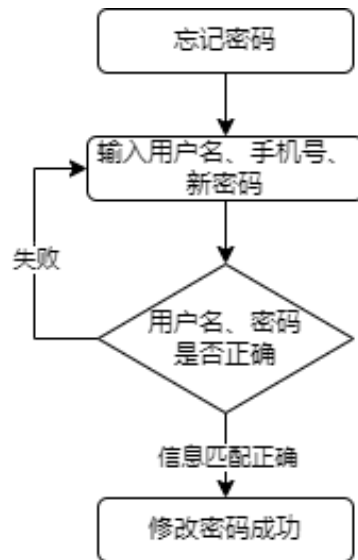 忘记密码
输入用户名、手机号、
新密码
失败
用户名、密码
是否正确
信息匹配正确
修改密码成功